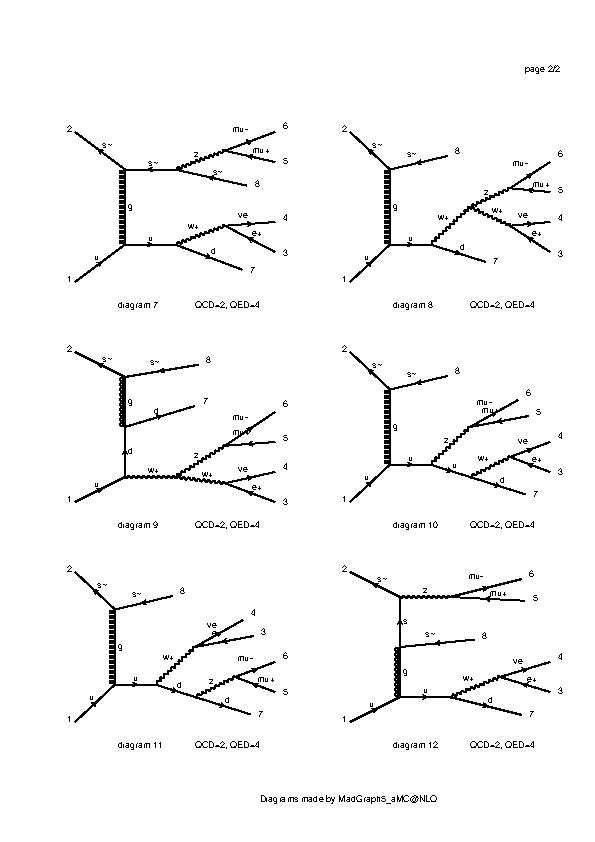 page 2/2
2 s~ s~ z mu- 6
mu+ 5
s~ 8
g
u u w+ ve 4
e+ 3
d 7
1
diagram 7 QCD=2, QED=4
2 s~ s~ 8
g
z mu- 6
mu+ 5
w+ w+ ve 4
e+ 3
u u d 7
1
diagram 8 QCD=2, QED=4
2 s~ s~ 8
g
d 7
d
mu- 6
5
z
w+ w+ ve 4
e+ 3
u
1
diagram 9 QCD=2, QED=4
2 s~ s~ 8
g
mu- 6
5
z
u u u w+ ve 4
e+ 3
d 7
1
diagram 10 QCD=2, QED=4
2 s~ s~ 8
g
ve 4
3
w+
mu- 6
z mu+ 5
u u d d 7
1
diagram 11 QCD=2, QED=4
2 s~ z mu- 6
mu+ 5
s
s~ 8
g
u u w+ ve 4
e+ 3
d 7
1
diagram 12 QCD=2, QED=4
Diagrams made by MadGraph5_aMC@NLO